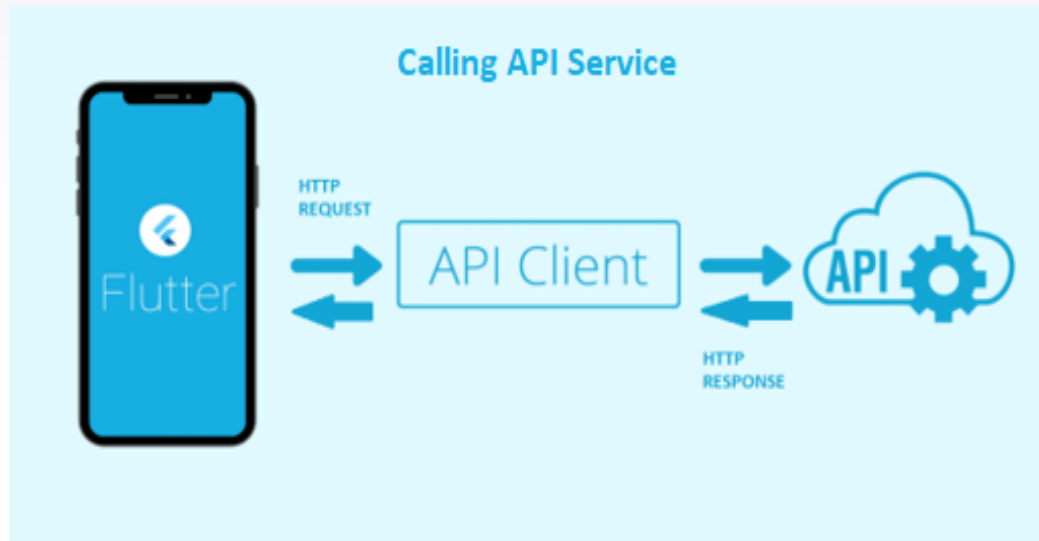 Calling API Service
Flutter
HTTP
REQUEST
API Client
API
HTTP
RESPONSE